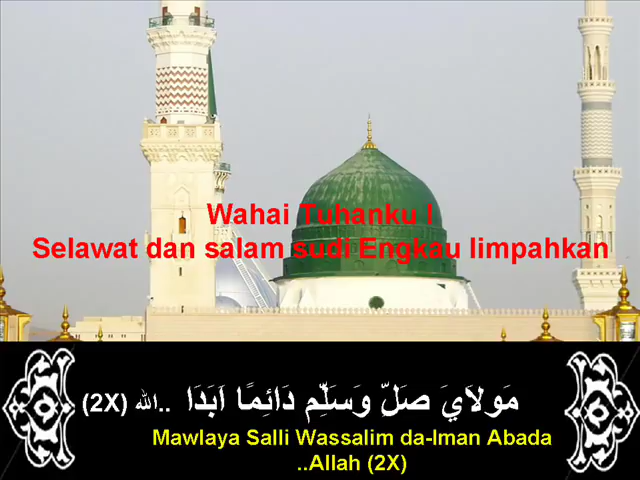 Wahai Tuhanku !
Selawat dan salam sudi Engkau limpahkan
مَولاَيَ صَلِّ وَسَلِّم دَائِمًا اَبَدَا ..الله (2X)
Mawlaya Salli Wassalim da-Iman Abada
..Allah (2X)